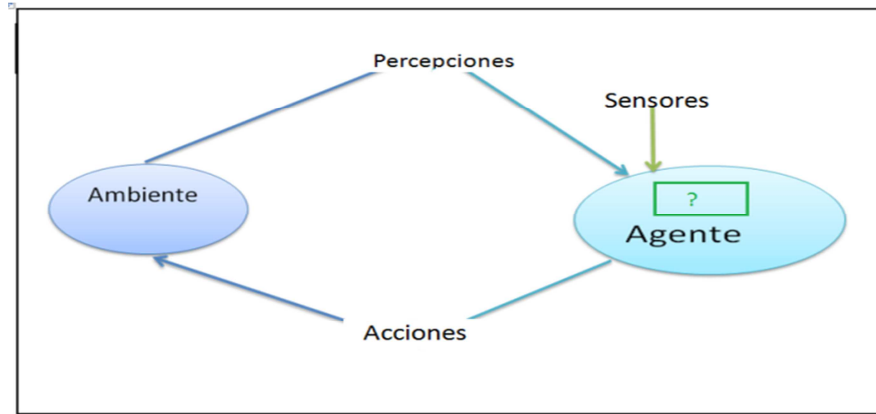 Percepciones
Sensores
Ambiente
?
Agente
Acciones